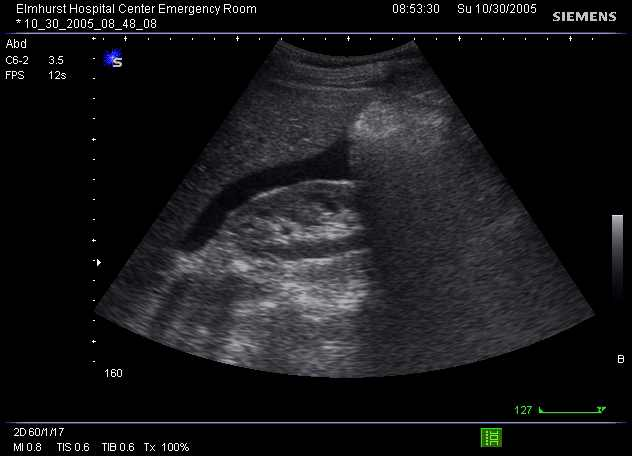 Elmhurst Hospital Center Emergency Room 08:53:30 Su 10/30/2005 SIEMENS
* 10_30_2005_08_48_08
Abd
C6-2 3.5
FPS 12s
S
160
B
127
2D 60/1/17
MI 0.8 TIS 0.6 TIB 0.6 Tx 100%